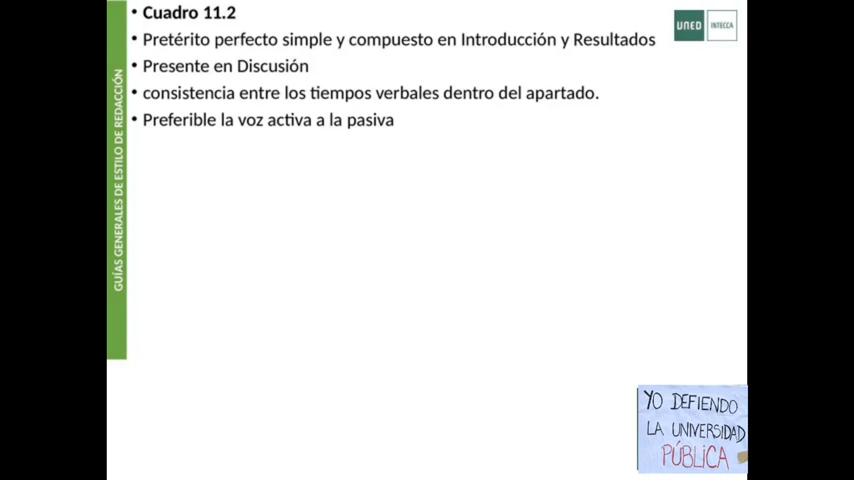 Cuadro 11.2
Pretérito perfecto simple y compuesto en Introducción y Resultados
Presente en Discusión
consistencia entre los tiempos verbales dentro del apartado.
Preferible la voz activa a la pasiva
GUÍAS GENERALES DE ESTILO DE REDACCIÓN
UNED
INTECCA
YO DEFIENDO
LA UNIVERSIDAD
PÚBLICA